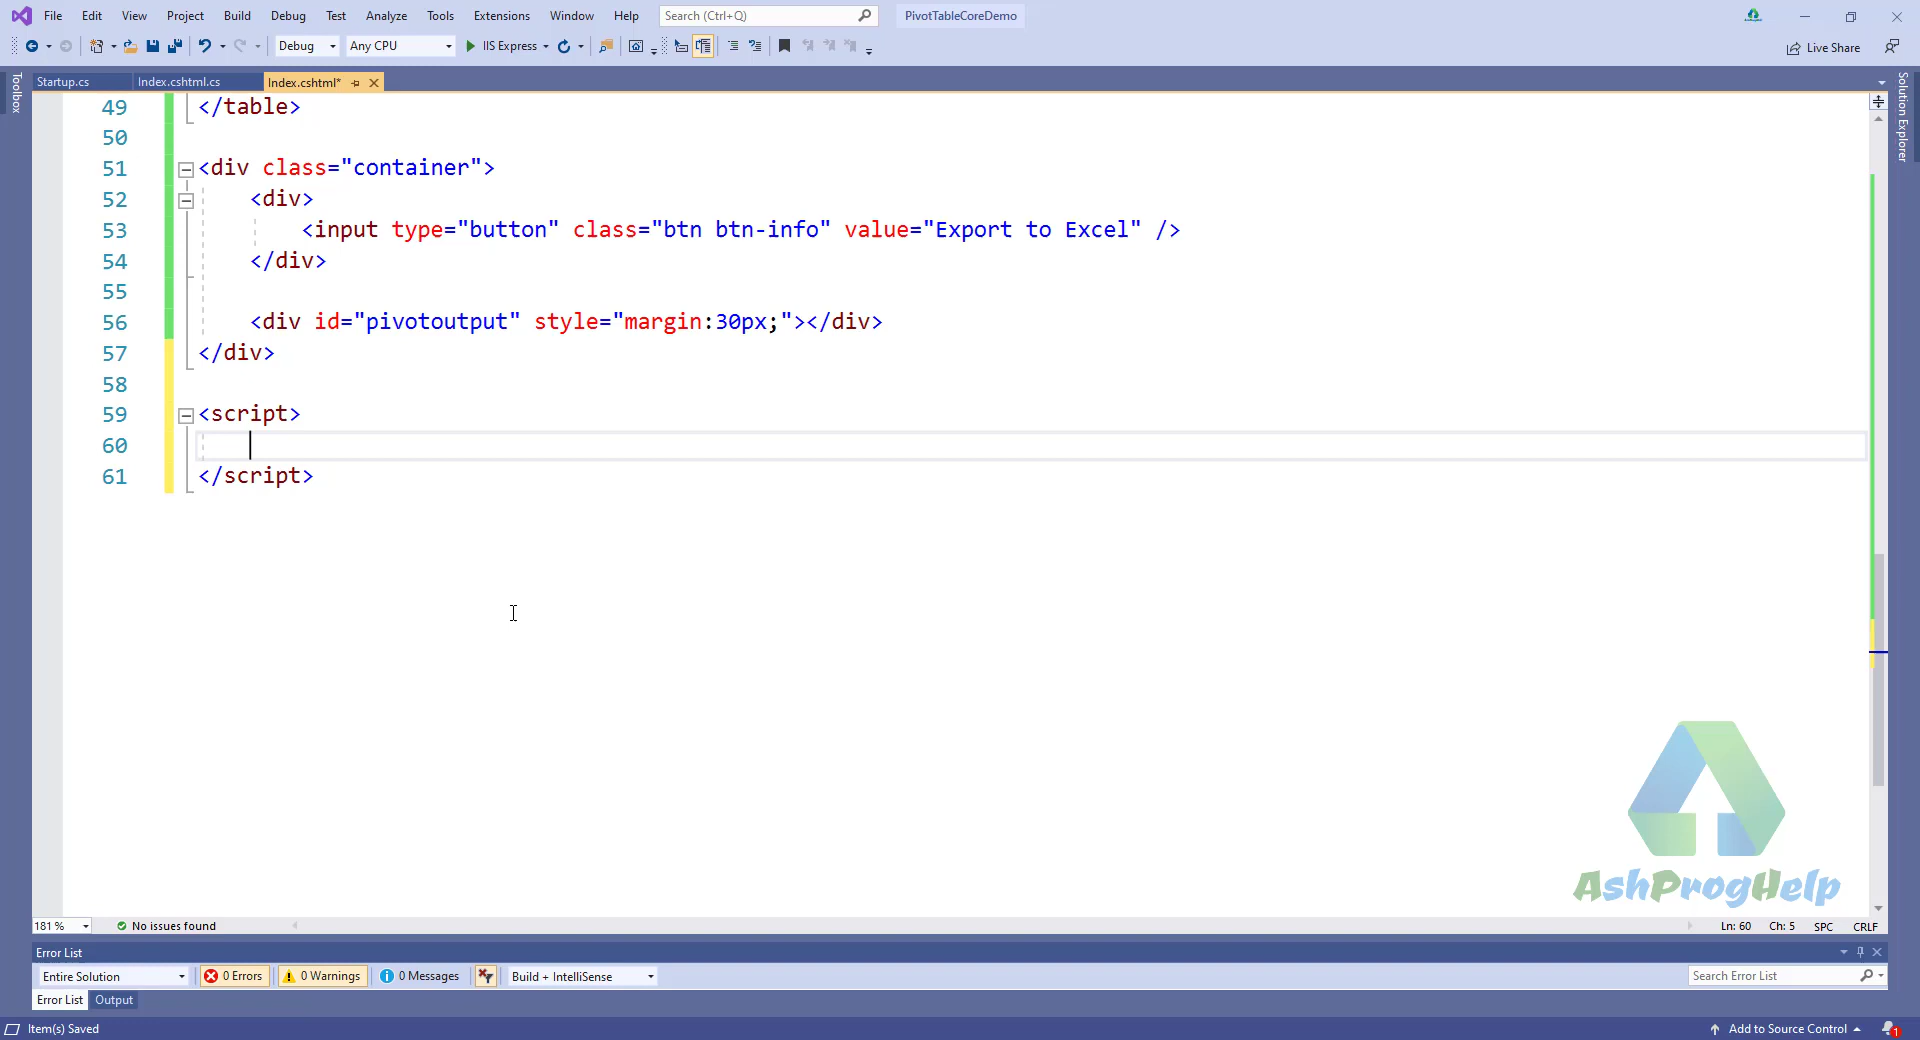 File Edit View Project Build Debug Test Analyze Tools Extensions Window Help Search (Ctrl+Q) PivotTableCoreDemo
Debug Any CPU IIS Express Live Share
Toolbox
Startup.cs Index.cshtml.cs Index.cshtml*
Solution Explorer
49 </table>
50
51 <div class="container">
52 <div>
53 <input type="button" class="btn btn-info" value="Export to Excel" />
54 </div>
55
56 <div id="pivotoutput" style="margin:30px;"></div>
57 </div>
58
59 <script>
60
61 </script>
AshProgHelp
181 % No issues found Ln: 60 Ch: 5 SPC CRLF
Error List
Entire Solution 0 Errors 0 Warnings 0 Messages Build + IntelliSense Search Error List
Error List Output
Item(s) Saved Add to Source Control 1